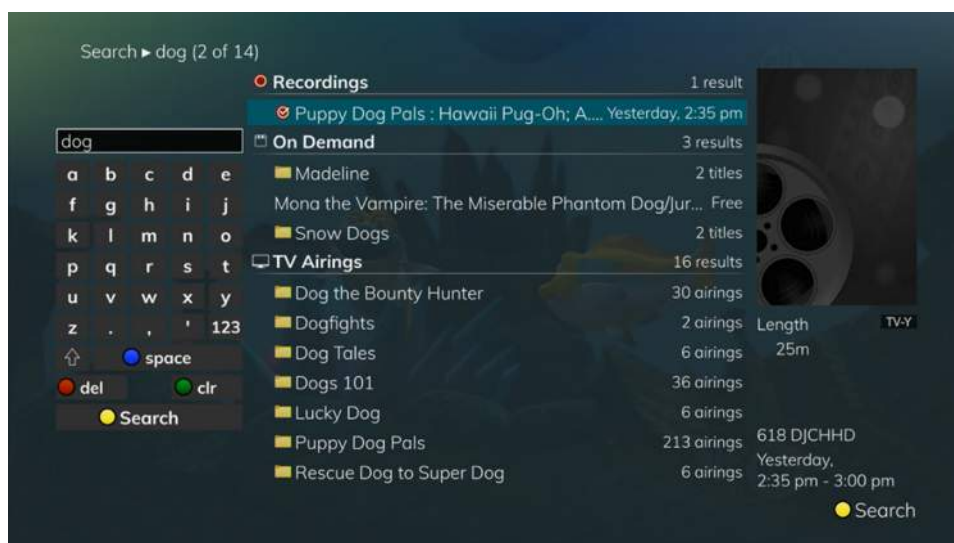 Search ▸ dog (2 of 14)
Recordings 1 result
Puppy Dog Pals : Hawaii Pug-Oh; A.... Yesterday, 2:35 pm
dog
On Demand 3 results
Madeline 2 titles
Mona the Vampire: The Miserable Phantom Dog/Jur... Free
Snow Dogs 2 titles
TV Airings 16 results
Dog the Bounty Hunter 30 airings
Dogfights 2 airings
Dog Tales 6 airings
Dogs 101 36 airings
Lucky Dog 6 airings
Puppy Dog Pals 213 airings
Rescue Dog to Super Dog 6 airings
a b c d e
f g h i j
k l m n o
p q r s t
u v w x y
z . , ' 123
space
del clr
Search
Length TV-Y
25m
618 DJCHHD
Yesterday,
2:35 pm - 3:00 pm
Search